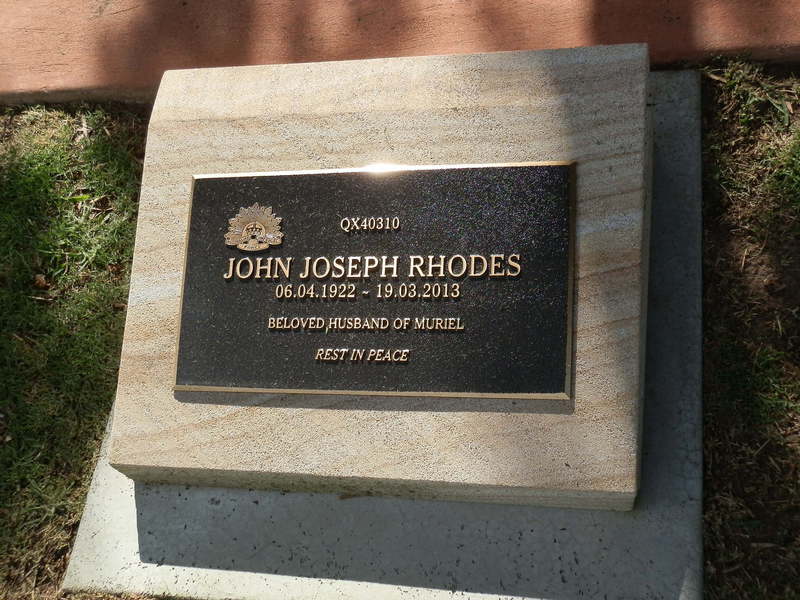 QX40310
JOHN JOSEPH RHODES
06.04.1922 ~ 19.03.2013
BELOVED HUSBAND OF MURIEL
REST IN PEACE